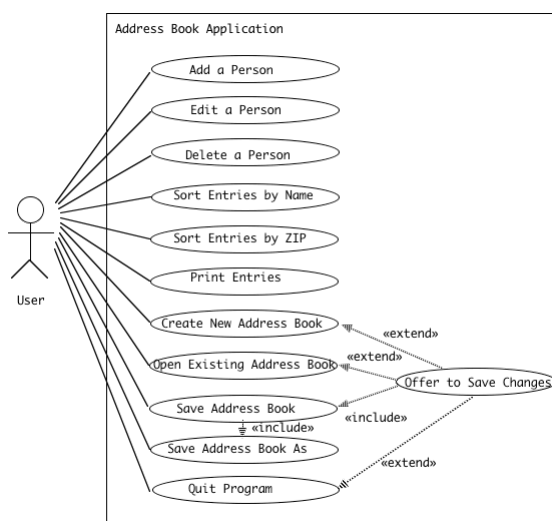 Address Book Application
Add a Person
Edit a Person
Delete a Person
Sort Entries by Name
Sort Entries by ZIP
Print Entries
User
Create New Address Book
«extend»
«extend»
Open Existing Address Book
Offer to Save Changes
Save Address Book
«include»
«include»
Save Address Book As
«extend»
Quit Program